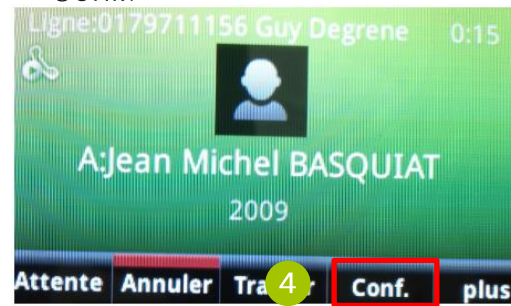 Ligne:0179711156 Guy Degrene 0:15
A:Jean Michel BASQUIAT
2009
Attente Annuler 4 Conf. plus